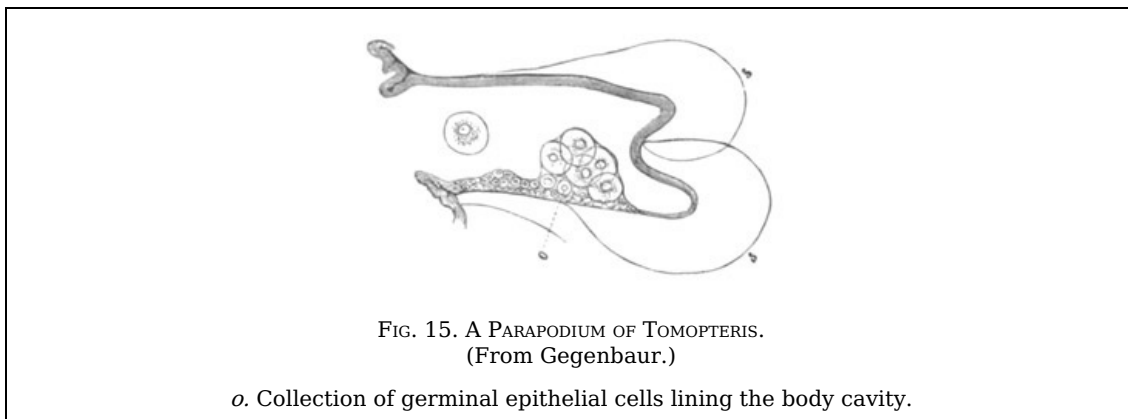 s
s
o
FIG. 15. A PARAPODIUM OF TOMOPTERIS.
(From Gegenbaur.)
o. Collection of germinal epithelial cells lining the body cavity.